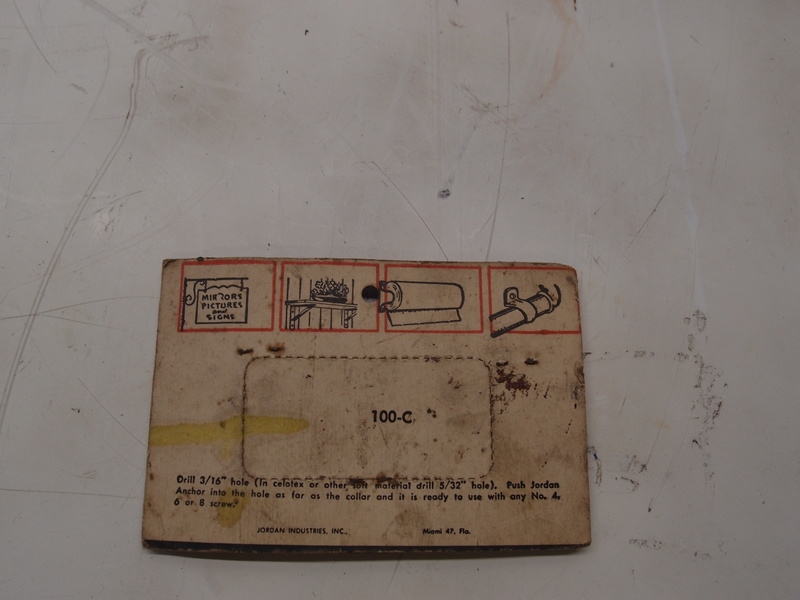 MIRRORS
PICTURES
and
SIGNS
100-C
Drill 3/16" hole (In celotex or other soft material drill 5/32" hole). Push Jordan
Anchor into the hole as far as the collar and it is ready to use with any No. 4,
6 or 8 screw.
JORDAN INDUSTRIES, INC., Miami 47, Fla.